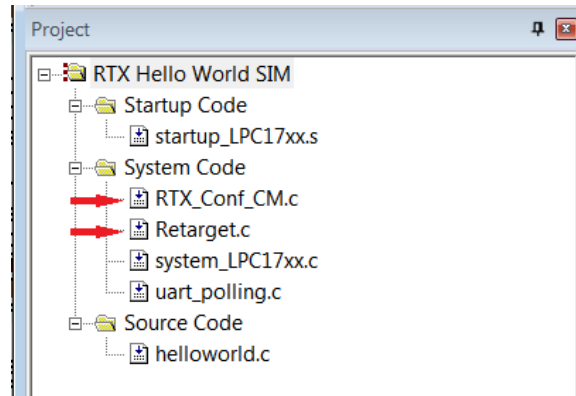 Project
RTX Hello World SIM
Startup Code
startup_LPC17xx.s
System Code
RTX_Conf_CM.c
Retarget.c
system_LPC17xx.c
uart_polling.c
Source Code
helloworld.c